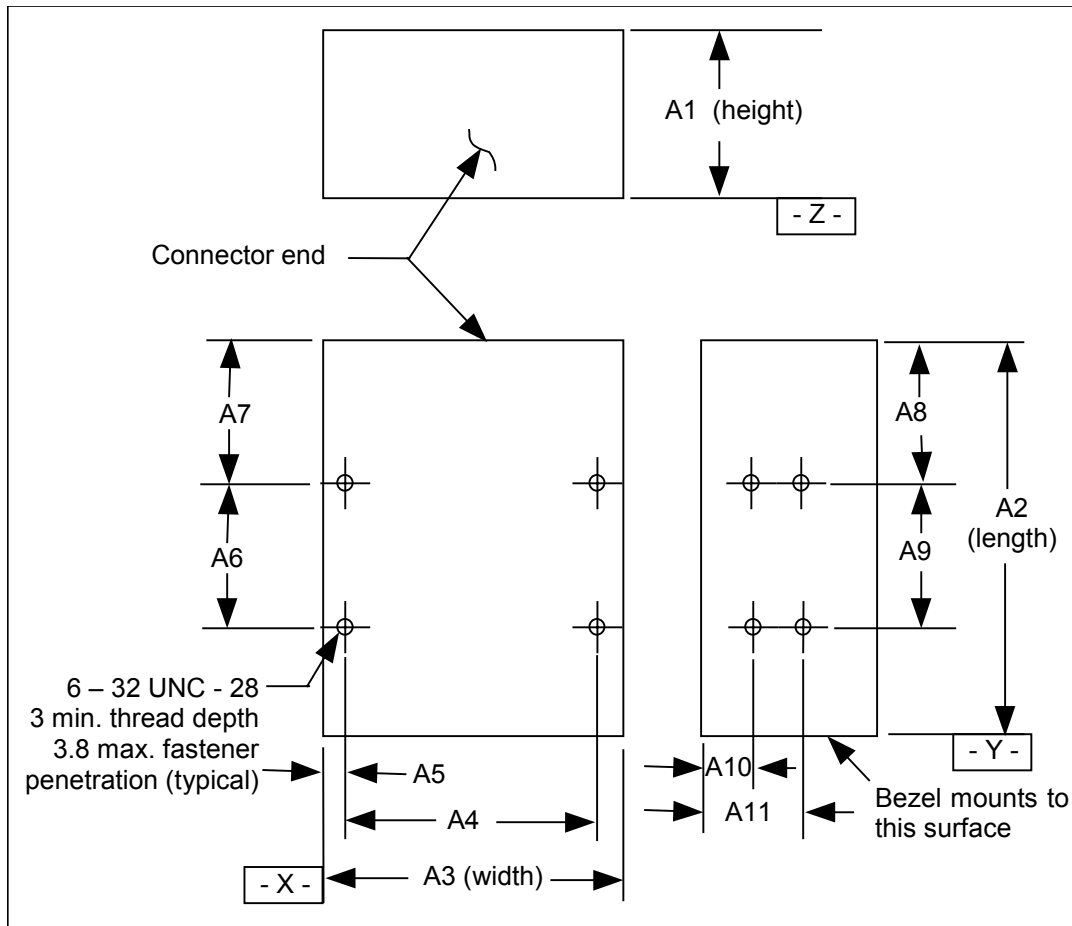 A1 (height)
- Z -
Connector end
A7
A8
A6
A9
A2
(length)
6 – 32 UNC - 28
3 min. thread depth
3.8 max. fastener
penetration (typical)
A5
A4
A3 (width)
- X -
A10
A11
- Y -
Bezel mounts to
this surface